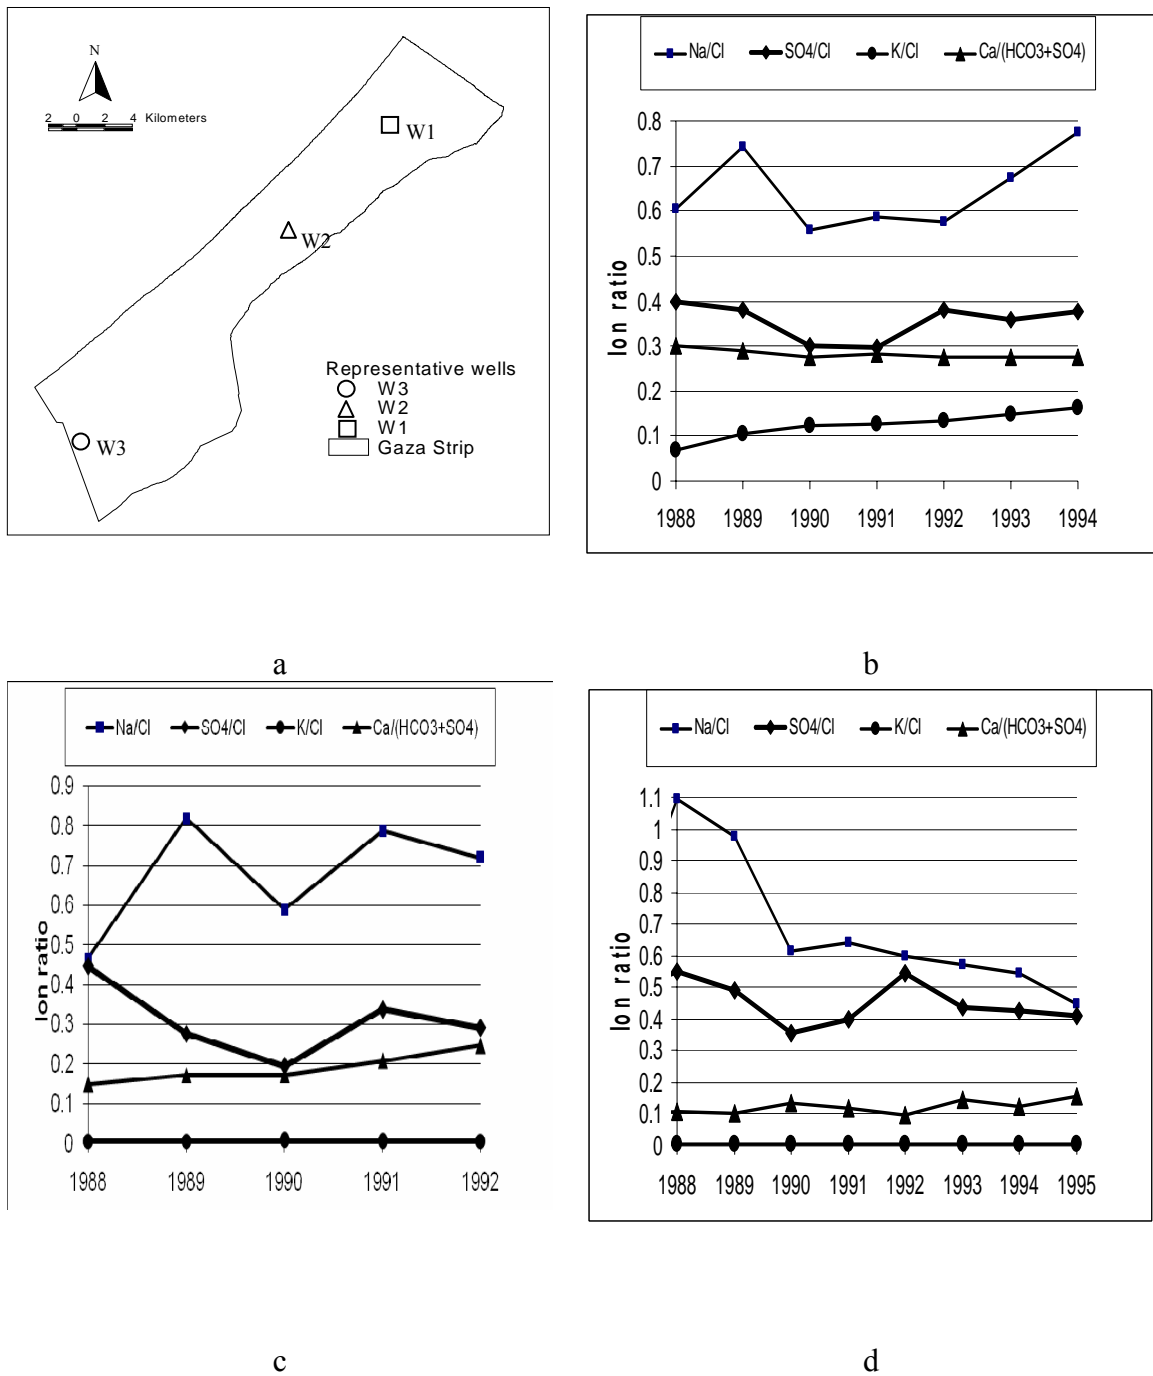 N
2 0 2 4 Kilometers
W1
W2
W3
Representative wells
W3
W2
W1
Gaza Strip
a
Na/Cl SO4/Cl K/Cl Ca/(HCO3+SO4)
Ion ratio
0.8
0.7
0.6
0.5
0.4
0.3
0.2
0.1
0
1988 1989 1990 1991 1992 1993 1994
b
Na/Cl SO4/Cl K/Cl Ca/(HCO3+SO4)
Ion ratio
0.9
0.8
0.7
0.6
0.5
0.4
0.3
0.2
0.1
0
1988 1989 1990 1991 1992
c
Na/Cl SO4/Cl K/Cl Ca/(HCO3+SO4)
Ion ratio
1.1
1
0.9
0.8
0.7
0.6
0.5
0.4
0.3
0.2
0.1
0
1988 1989 1990 1991 1992 1993 1994 1995
d